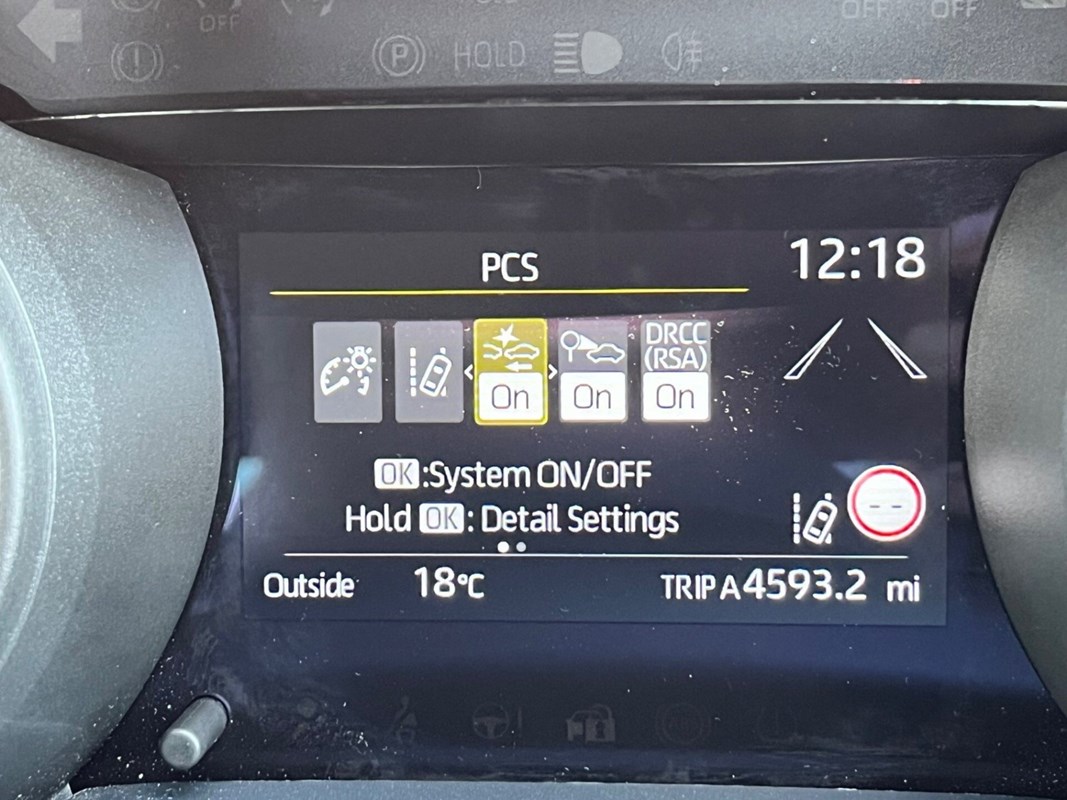 OFF
OFF OFF
P HOLD
PCS
12:18
DRCC
(RSA)
On On On
OK:System ON/OFF
Hold OK: Detail Settings
--
Outside 18°C TRIP A 4593.2 mi